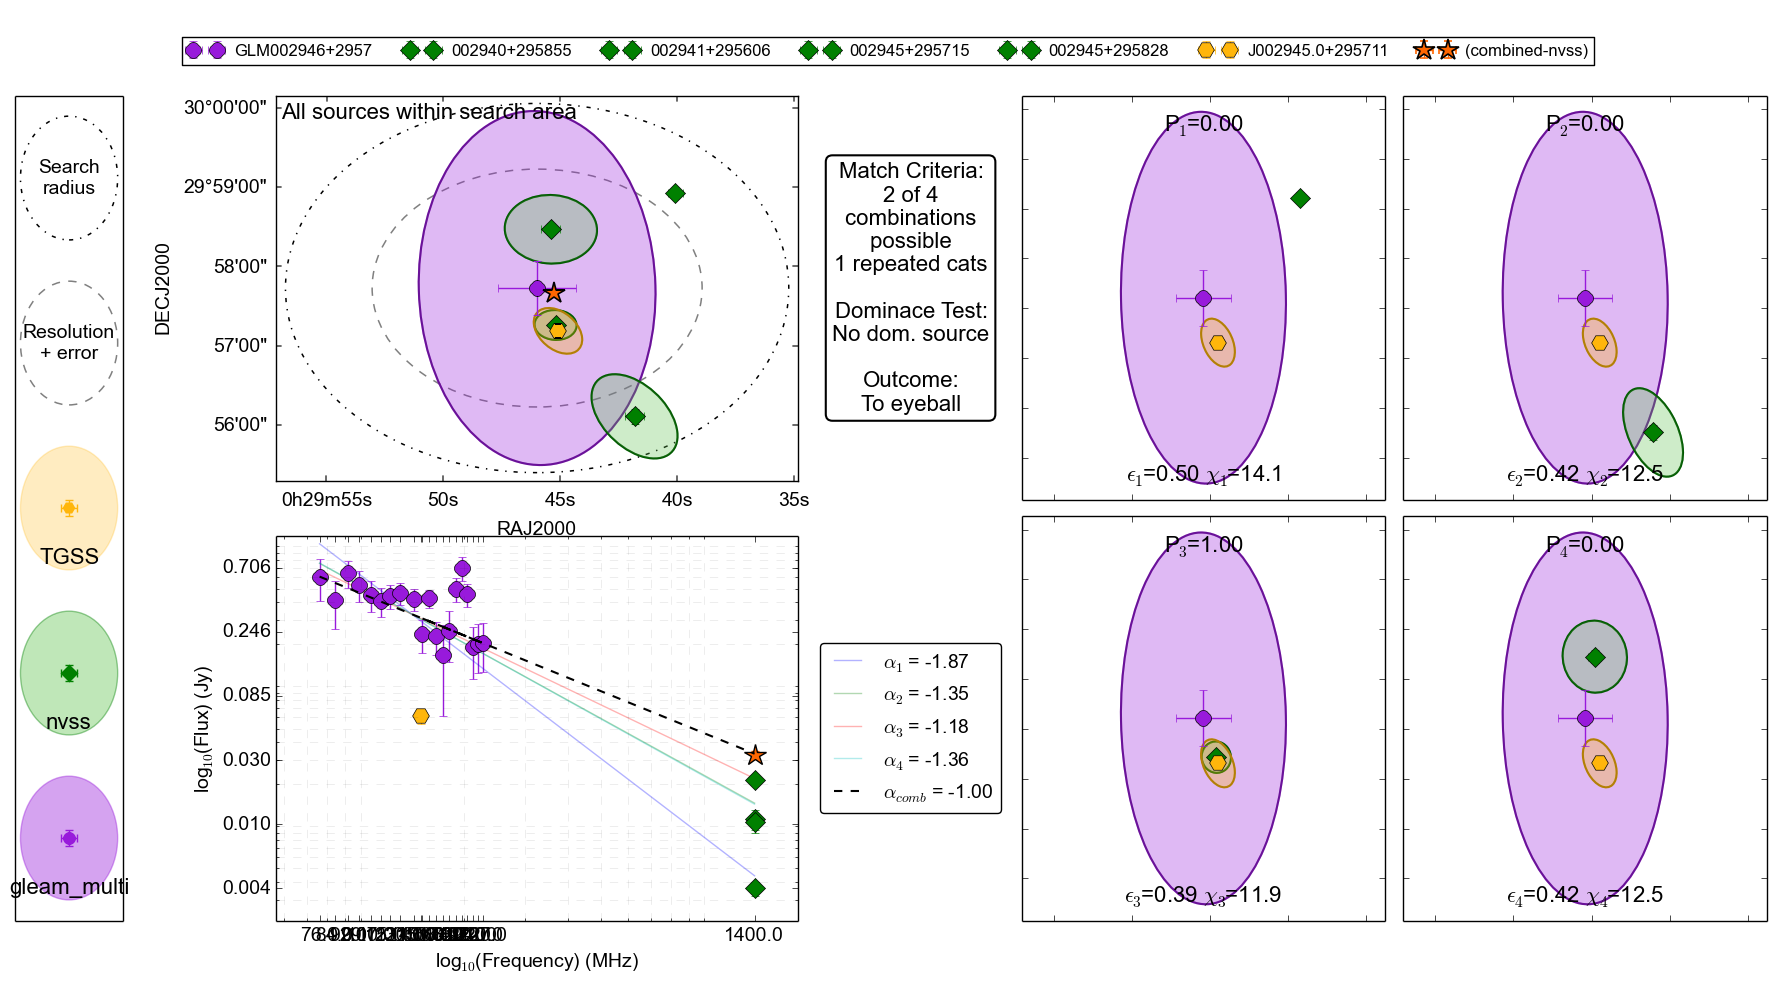 GLM002946+2957 002940+295855 002941+295606 002945+295715 002945+295828 J002945.0+295711 (combined-nvss)
Search
radius
Resolution
+ error
TGSS
nvss
gleam_multi
All sources within search area
30°00'00"
29°59'00"
58'00"
57'00"
56'00"
DECJ2000
0h29m55s 50s 45s 40s 35s
RAJ2000
Match Criteria:
2 of 4
combinations
possible
1 repeated cats
Dominace Test:
No dom. source
Outcome:
To eyeball
P1=0.00
ϵ1=0.50 χ1=14.1
P2=0.00
ϵ2=0.42 χ2=12.5
P3=1.00
ϵ3=0.39 χ3=11.9
P4=0.00
ϵ4=0.42 χ4=12.5
0.706
0.246
0.085
0.030
0.010
0.004
log10(Flux) (Jy)
1400.0
log10(Frequency) (MHz)
α1 = -1.87
α2 = -1.35
α3 = -1.18
α4 = -1.36
αcomb = -1.00